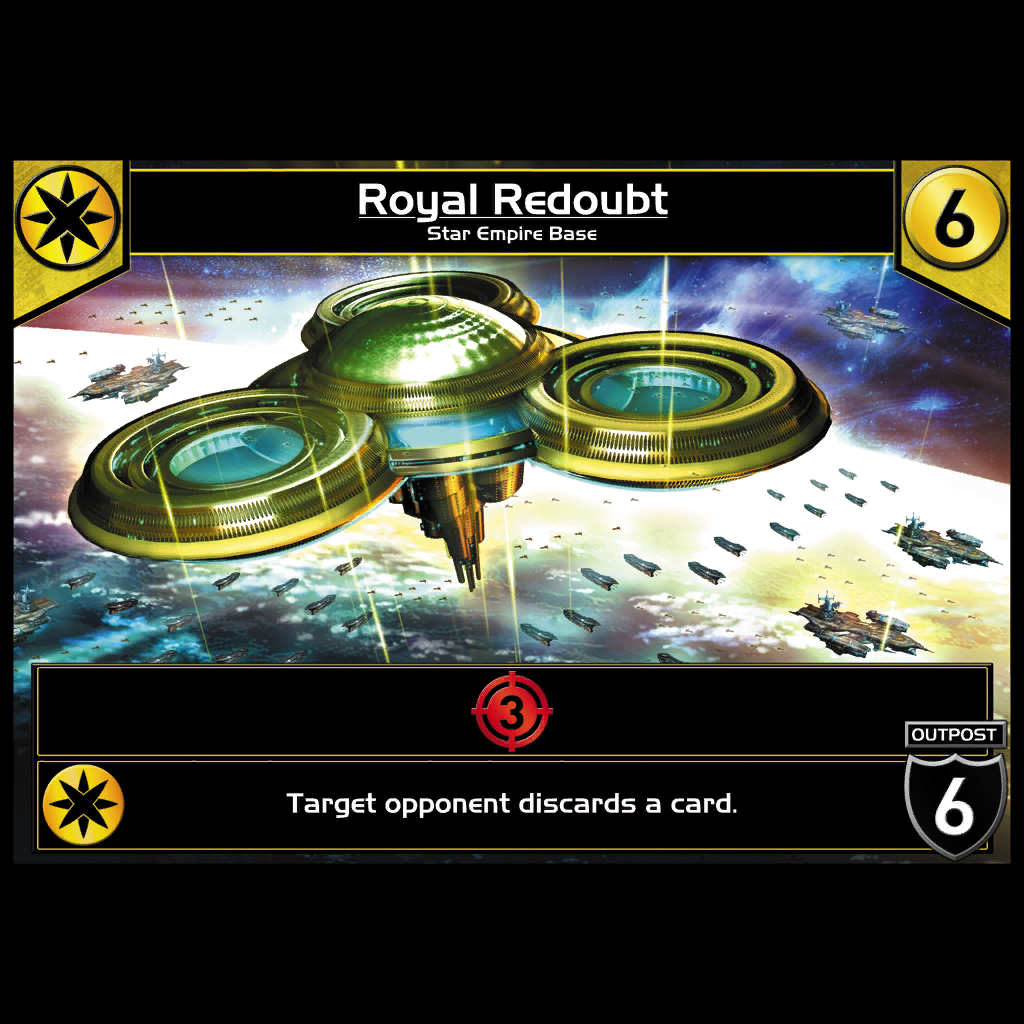 Royal Redoubt
6
Star Empire Base
3
OUTPOST
Target opponent discards a card.
6